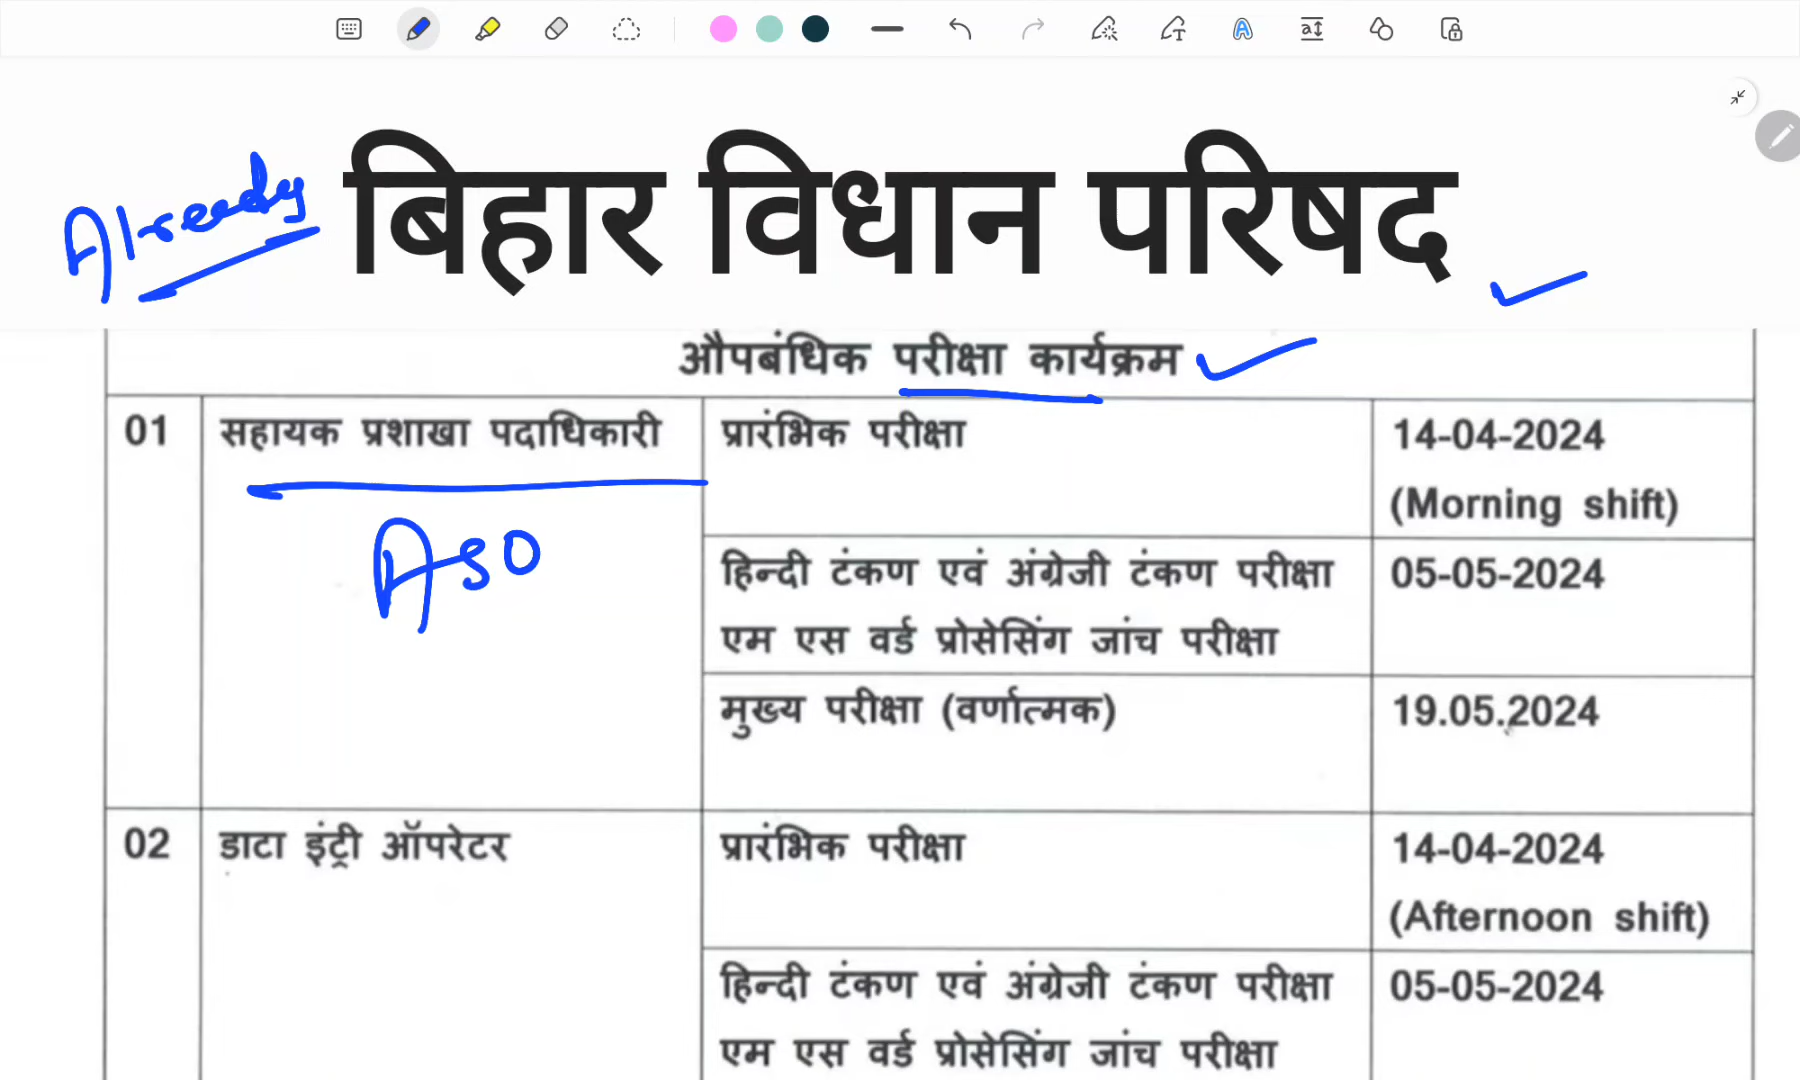 Already
बिहार विधान परिषद
औपबंधिक परीक्षा कार्यक्रम
01 सहायक प्रशाखा पदाधिकारी प्रारंभिक परीक्षा 14-04-2024
(Morning shift)
ASO
हिन्दी टंकण एवं अंग्रेजी टंकण परीक्षा 05-05-2024
एम एस वर्ड प्रोसेसिंग जांच परीक्षा
मुख्य परीक्षा (वर्णात्मक) 19.05.2024
02 डाटा इंट्री ऑपरेटर प्रारंभिक परीक्षा 14-04-2024
(Afternoon shift)
हिन्दी टंकण एवं अंग्रेजी टंकण परीक्षा 05-05-2024
एम एस वर्ड प्रोसेसिंग जांच परीक्षा